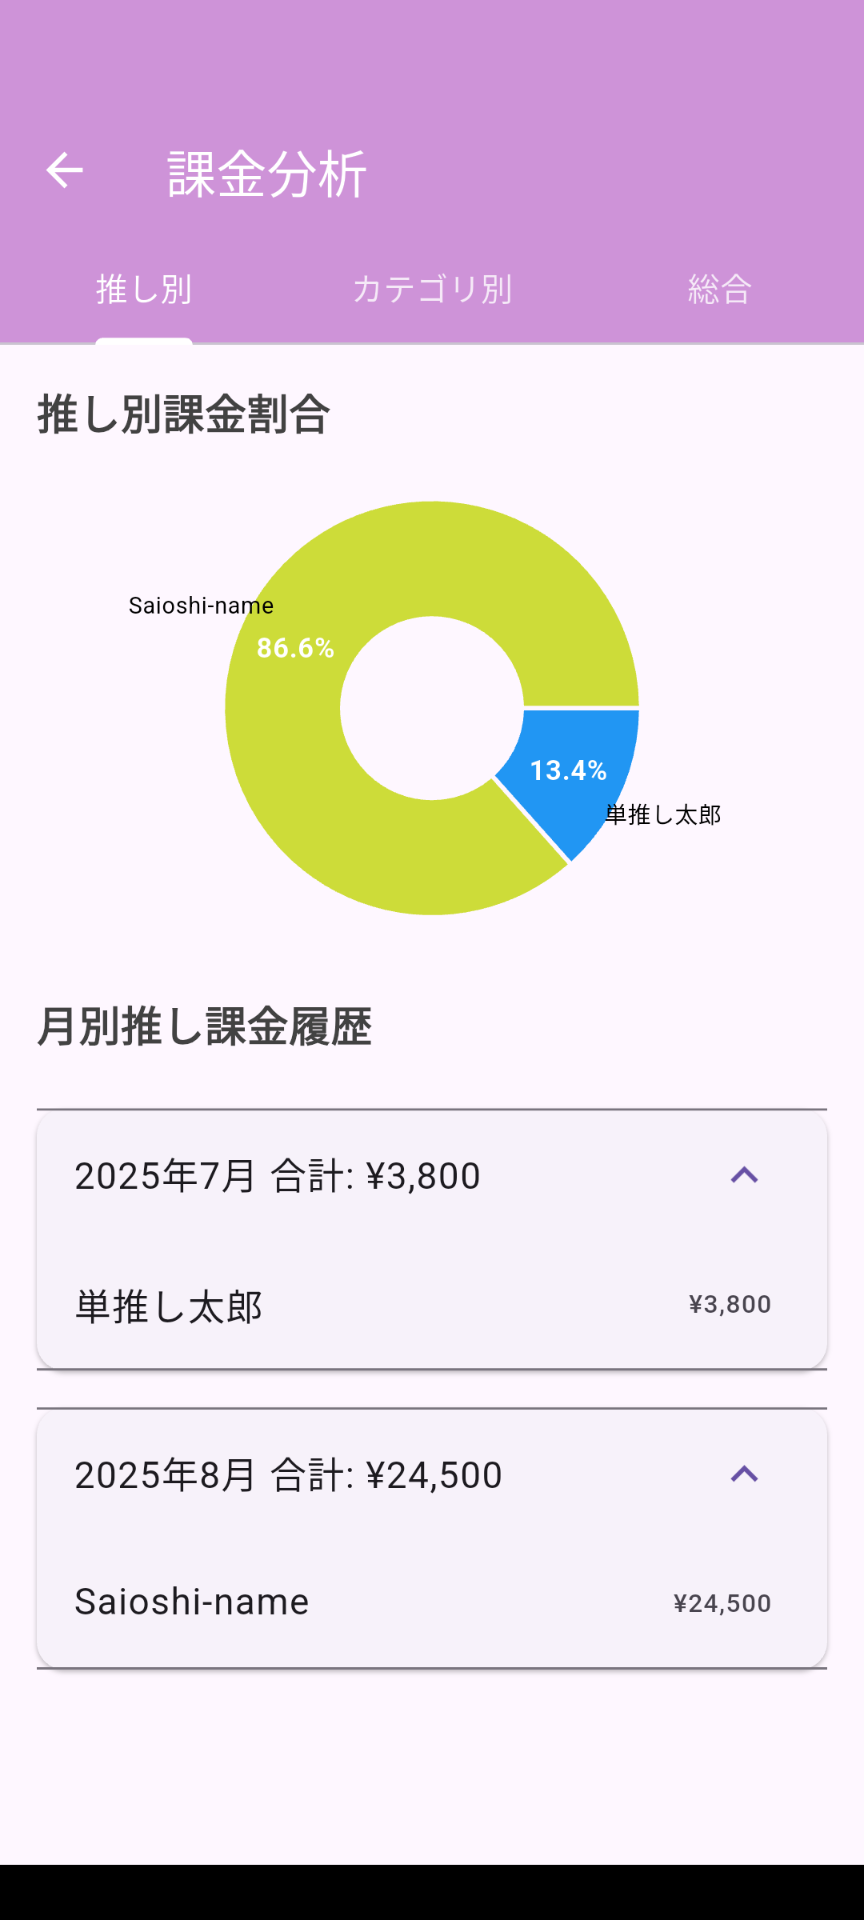 課金分析
推し別 カテゴリ別 総合
推し別課金割合
Saioshi-name
86.6%
13.4%
単推し太郎
月別推し課金履歴
2025年7月 合計: ¥3,800
単推し太郎 ¥3,800
2025年8月 合計: ¥24,500
Saioshi-name ¥24,500